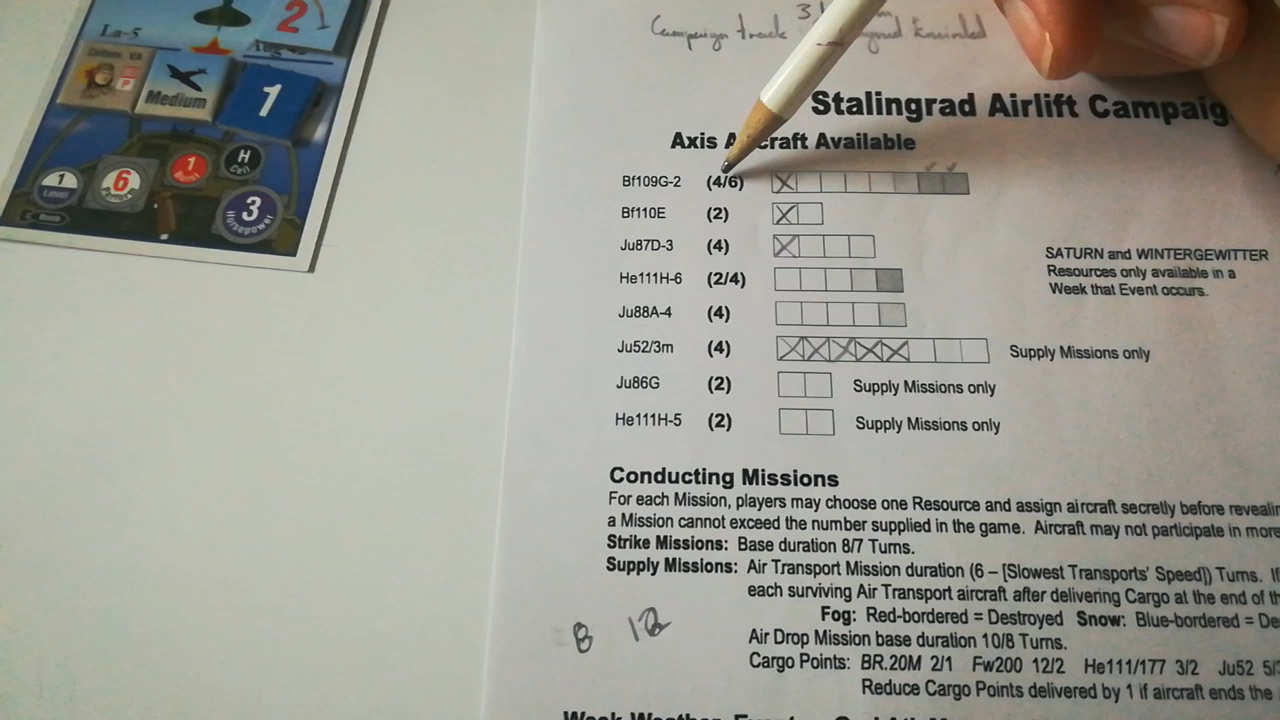 La-5
2
Medium
1
P
1
Level
6
1
Burst
H
Cell
3
Horsepower
Campaign track 3
Stalingrad Airlift Campaig
Axis A craft Available
Bf109G-2 (4/6)
Bf110E (2)
Ju87D-3 (4)
He111H-6 (2/4)
Ju88A-4 (4)
Ju52/3m (4) Supply Missions only
Ju86G (2) Supply Missions only
He111H-5 (2) Supply Missions only
SATURN and WINTERGEWITTER
Resources only available in a
Week that Event occurs.
Conducting Missions
For each Mission, players may choose one Resource and assign aircraft secretly before revealin
a Mission cannot exceed the number supplied in the game. Aircraft may not participate in more
Strike Missions: Base duration 8/7 Turns.
Supply Missions: Air Transport Mission duration (6 – [Slowest Transports' Speed]) Turns. If
each surviving Air Transport aircraft after delivering Cargo at the end of th
Fog: Red-bordered = Destroyed Snow: Blue-bordered = De
Air Drop Mission base duration 10/8 Turns.
Cargo Points: BR.20M 2/1 Fw200 12/2 He111/177 3/2 Ju52 5/
Reduce Cargo Points delivered by 1 if aircraft ends the
8 12